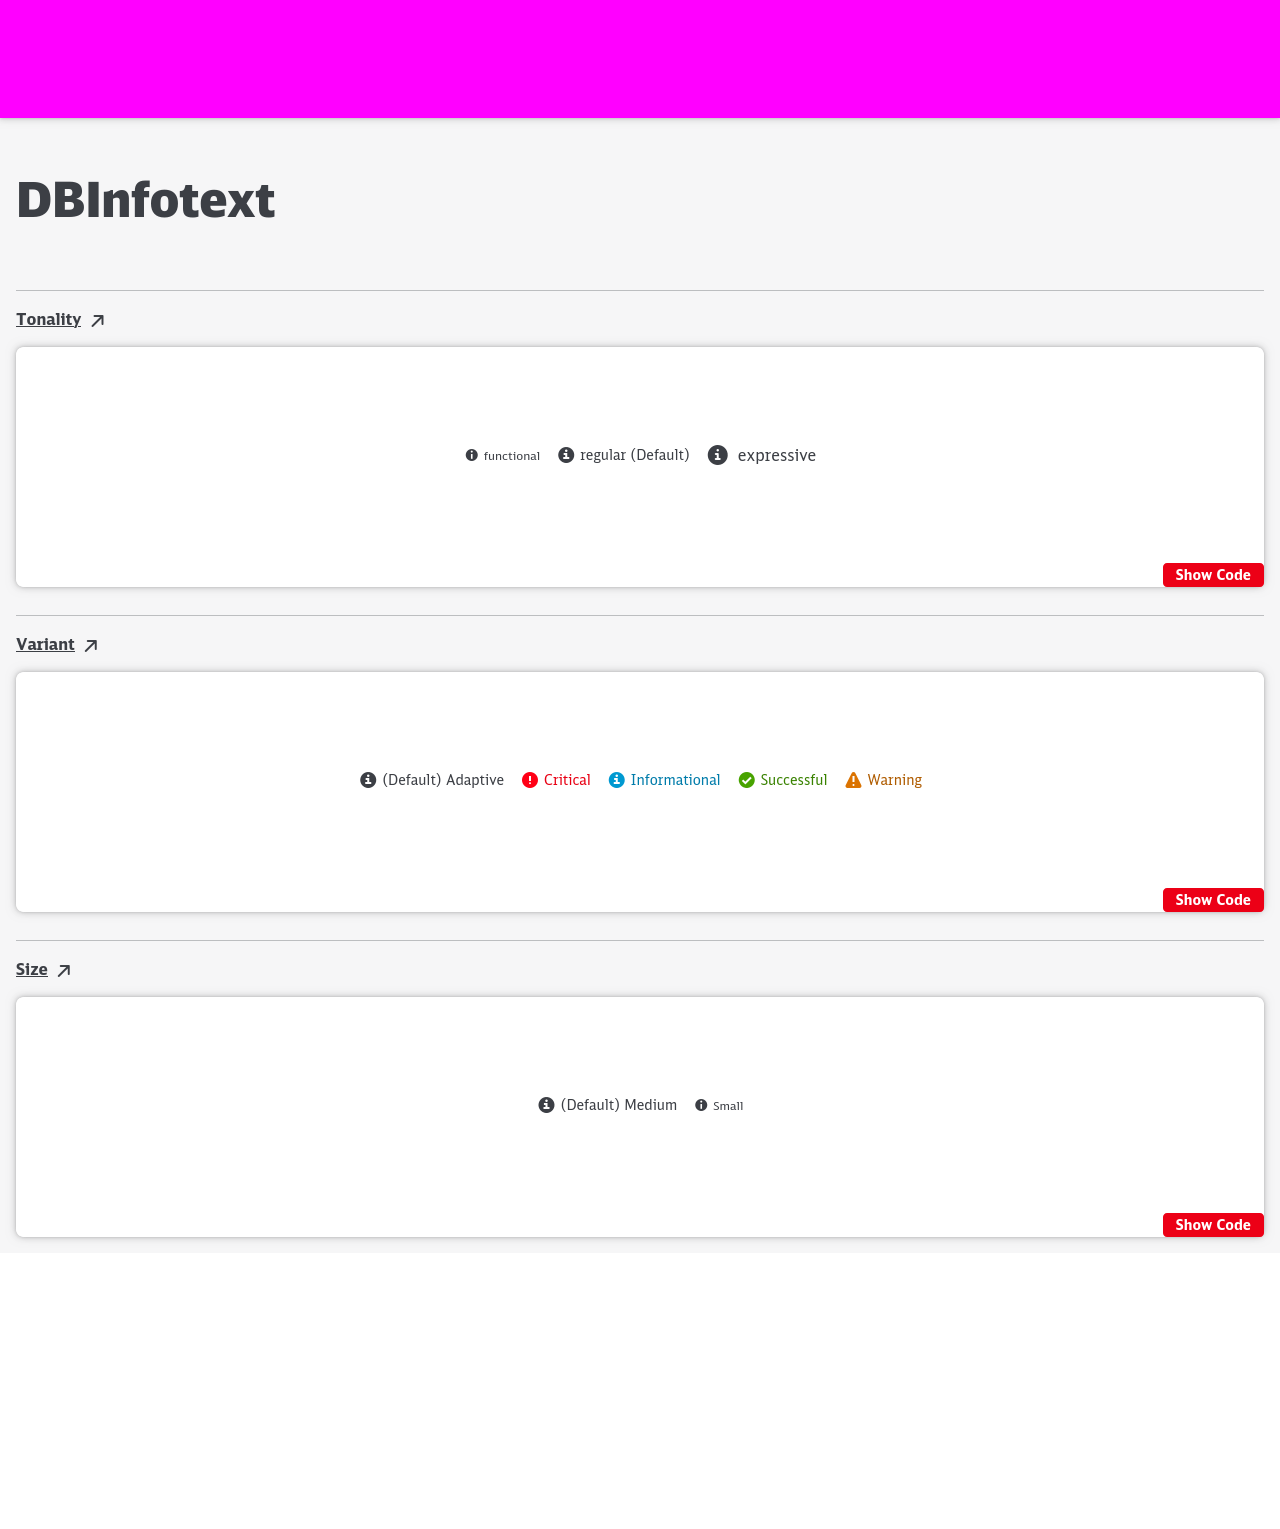 DBInfotext
Tonality
functional regular (Default) expressive
Show Code
Variant
(Default) Adaptive Critical Informational Successful Warning
Show Code
Size
(Default) Medium Small
Show Code